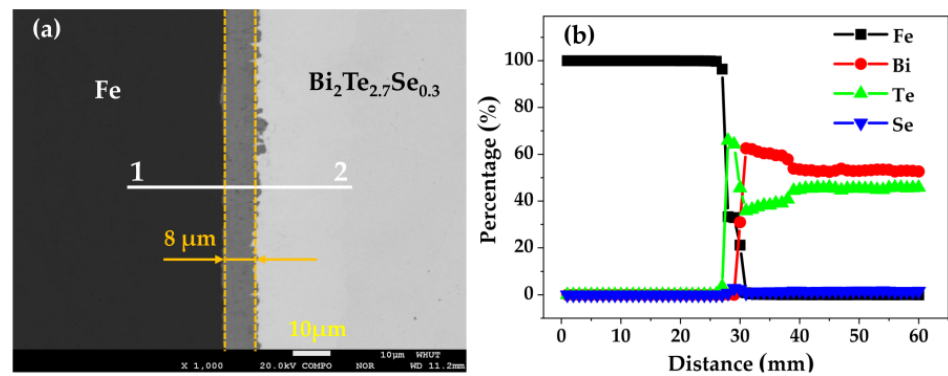 (a)
Fe
Bi₂Te₂.₇Se₀.₃
1
2
8 μm
10μm
10μm WHUT
X 1,000 20.0kV COMPO NOR WD 11.2mm
(b)
Fe
Bi
Te
Se
Percentage (%)
100
80
60
40
20
0
0 10 20 30 40 50 60
Distance (mm)